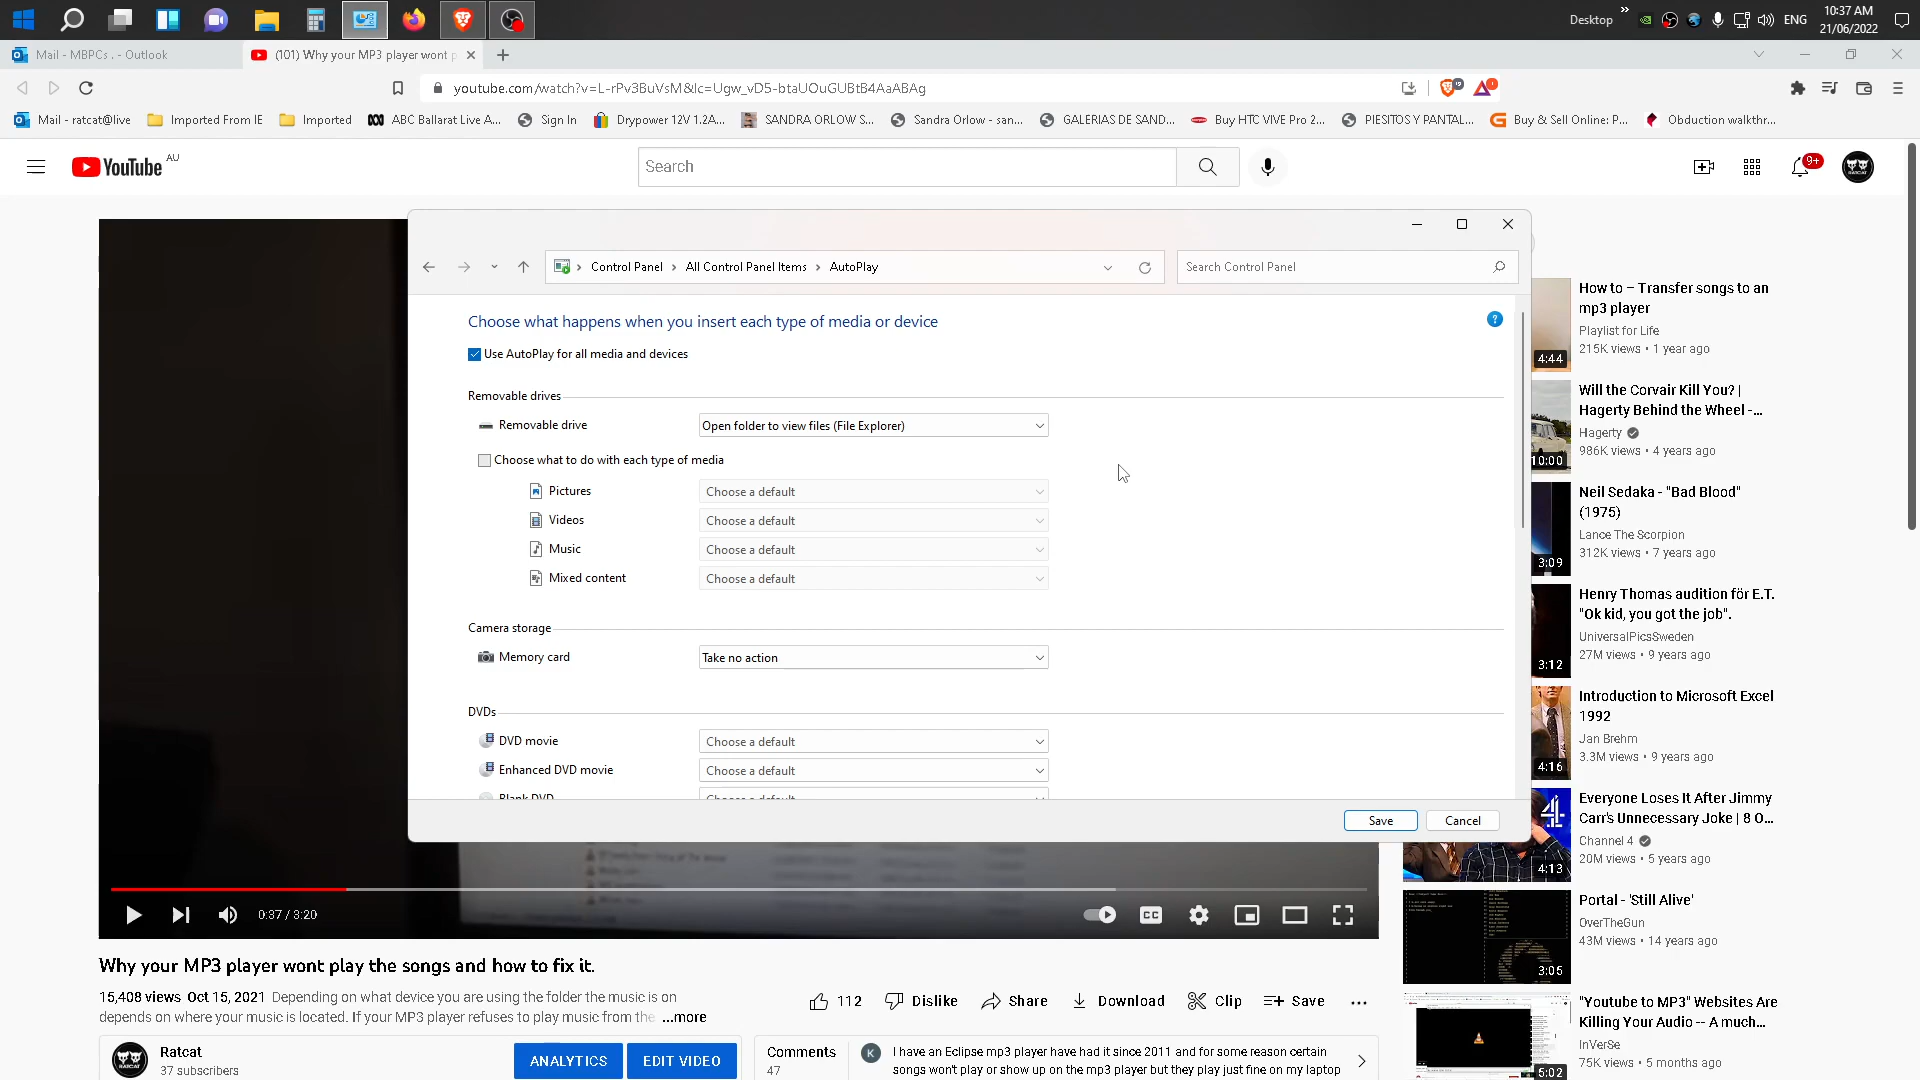 Desktop
ENG
10:37 AM
21/06/2022
Mail - MBPCs . - Outlook
(101) Why your MP3 player wont p
youtube.com/watch?v=L-rPv3BuVsM&lc=Ugw_vD5-btaUOuGUBtB4AaABAg
Mail - ratcat@live
Imported From IE
Imported
ABC Ballarat Live A...
Sign In
Drypower 12V 1.2A...
SANDRA ORLOW S...
Sandra Orlow - san...
GALERIAS DE SAND...
Buy HTC VIVE Pro 2...
PIESITOS Y PANTAL...
Buy & Sell Online: P...
Obduction walkthr...
YouTube AU
Search
9+
Control Panel > All Control Panel Items > AutoPlay
Search Control Panel
Choose what happens when you insert each type of media or device
Use AutoPlay for all media and devices
Removable drives
Removable drive
Open folder to view files (File Explorer)
Choose what to do with each type of media
Pictures
Choose a default
Videos
Choose a default
Music
Choose a default
Mixed content
Choose a default
Camera storage
Memory card
Take no action
DVDs
DVD movie
Choose a default
Enhanced DVD movie
Choose a default
Blank DVD
Choose a default
Save
Cancel
0:37 / 3:20
CC
Why your MP3 player wont play the songs and how to fix it.
15,408 views Oct 15, 2021 Depending on what device you are using the folder the music is on
depends on where your music is located. If your MP3 player refuses to play music from the ...more
112
Dislike
Share
Download
Clip
Save
Ratcat
37 subscribers
ANALYTICS
EDIT VIDEO
Comments
47
K
I have an Eclipse mp3 player have had it since 2011 and for some reason certain
songs won't play or show up on the mp3 player but they play just fine on my laptop
How to – Transfer songs to an
mp3 player
Playlist for Life
215K views • 1 year ago
4:44
Will the Corvair Kill You? |
Hagerty Behind the Wheel -...
Hagerty
986K views • 4 years ago
10:00
Neil Sedaka - "Bad Blood"
(1975)
Lance The Scorpion
312K views • 7 years ago
3:09
Henry Thomas audition för E.T.
"Ok kid, you got the job".
UniversalPicsSweden
27M views • 9 years ago
3:12
Introduction to Microsoft Excel
1992
Jan Brehm
3.3M views • 9 years ago
4:16
Everyone Loses It After Jimmy
Carr's Unnecessary Joke | 8 O...
Channel 4
20M views • 5 years ago
4:13
Portal - 'Still Alive'
OverTheGun
43M views • 14 years ago
3:05
"Youtube to MP3" Websites Are
Killing Your Audio -- A much...
InVerSe
75K views • 5 months ago
5:02